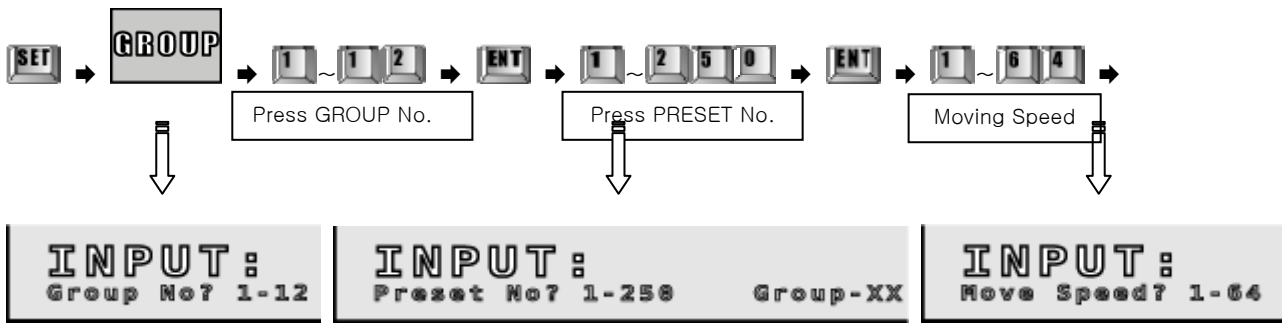 SET → GROUP → 1 ~ 1 2 → ENT → 1 ~ 2 5 0 → ENT → 1 ~ 6 4 →
Press GROUP No.
Press PRESET No.
Moving Speed
INPUT:
Group No? 1-12
INPUT:
Preset No? 1-250 Group-XX
INPUT:
Move Speed? 1-64